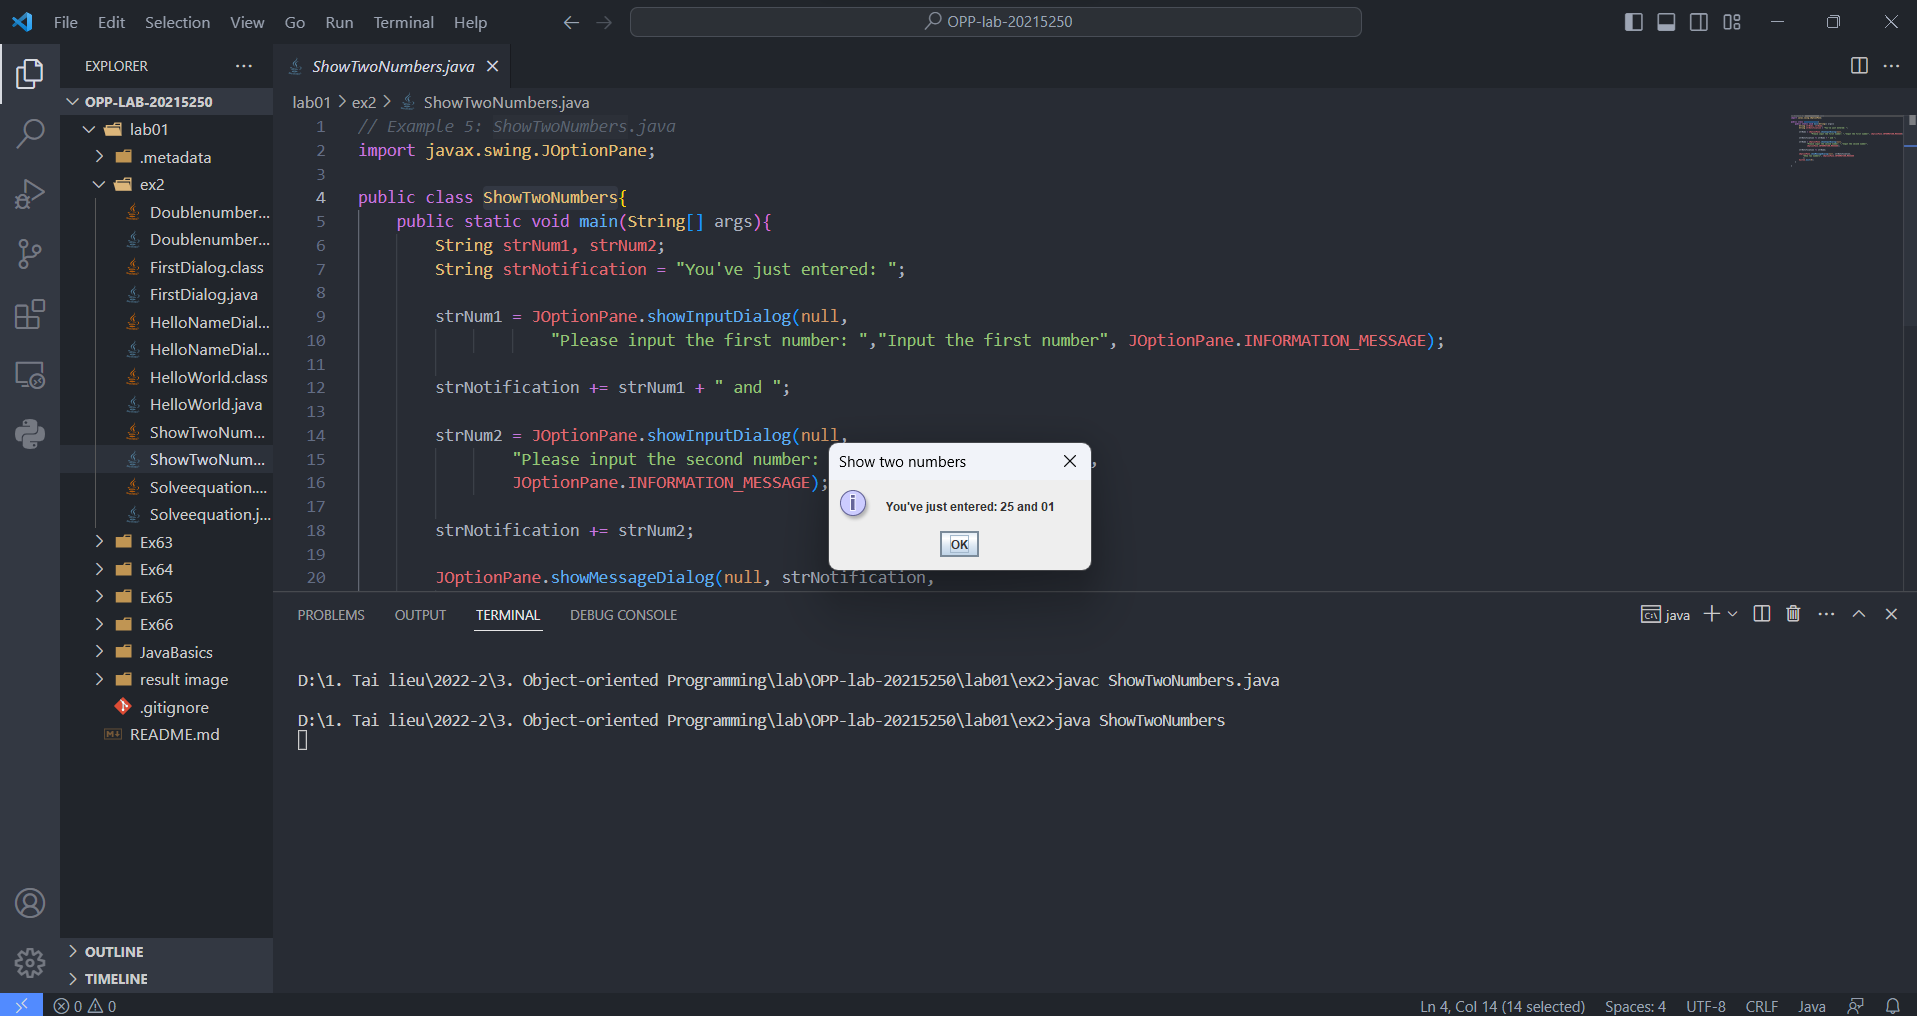 File Edit Selection View Go Run Terminal Help
OPP-lab-20215250
EXPLORER
OPP-LAB-20215250
lab01
.metadata
ex2
Doublenumber...
Doublenumber...
FirstDialog.class
FirstDialog.java
HelloNameDial...
HelloNameDial...
HelloWorld.class
HelloWorld.java
ShowTwoNum...
ShowTwoNum...
Solveequation....
Solveequation.j...
Ex63
Ex64
Ex65
Ex66
JavaBasics
result image
.gitignore
README.md
OUTLINE
TIMELINE
ShowTwoNumbers.java
lab01 > ex2 > ShowTwoNumbers.java
1 // Example 5: ShowTwoNumbers.java
2 import javax.swing.JOptionPane;
3
4 public class ShowTwoNumbers{
5 public static void main(String[] args){
6 String strNum1, strNum2;
7 String strNotification = "You've just entered: ";
8
9 strNum1 = JOptionPane.showInputDialog(null,
10 "Please input the first number: ","Input the first number", JOptionPane.INFORMATION_MESSAGE);
11
12 strNotification += strNum1 + " and ";
13
14 strNum2 = JOptionPane.showInputDialog(null,
15 "Please input the second number: ,
16 JOptionPane.INFORMATION_MESSAGE);
17
18 strNotification += strNum2;
19
20 JOptionPane.showMessageDialog(null, strNotification,
Show two numbers
You've just entered: 25 and 01
OK
PROBLEMS OUTPUT TERMINAL DEBUG CONSOLE
java
D:\1. Tai lieu\2022-2\3. Object-oriented Programming\lab\OPP-lab-20215250\lab01\ex2>javac ShowTwoNumbers.java
D:\1. Tai lieu\2022-2\3. Object-oriented Programming\lab\OPP-lab-20215250\lab01\ex2>java ShowTwoNumbers
0 0
Ln 4, Col 14 (14 selected) Spaces: 4 UTF-8 CRLF Java